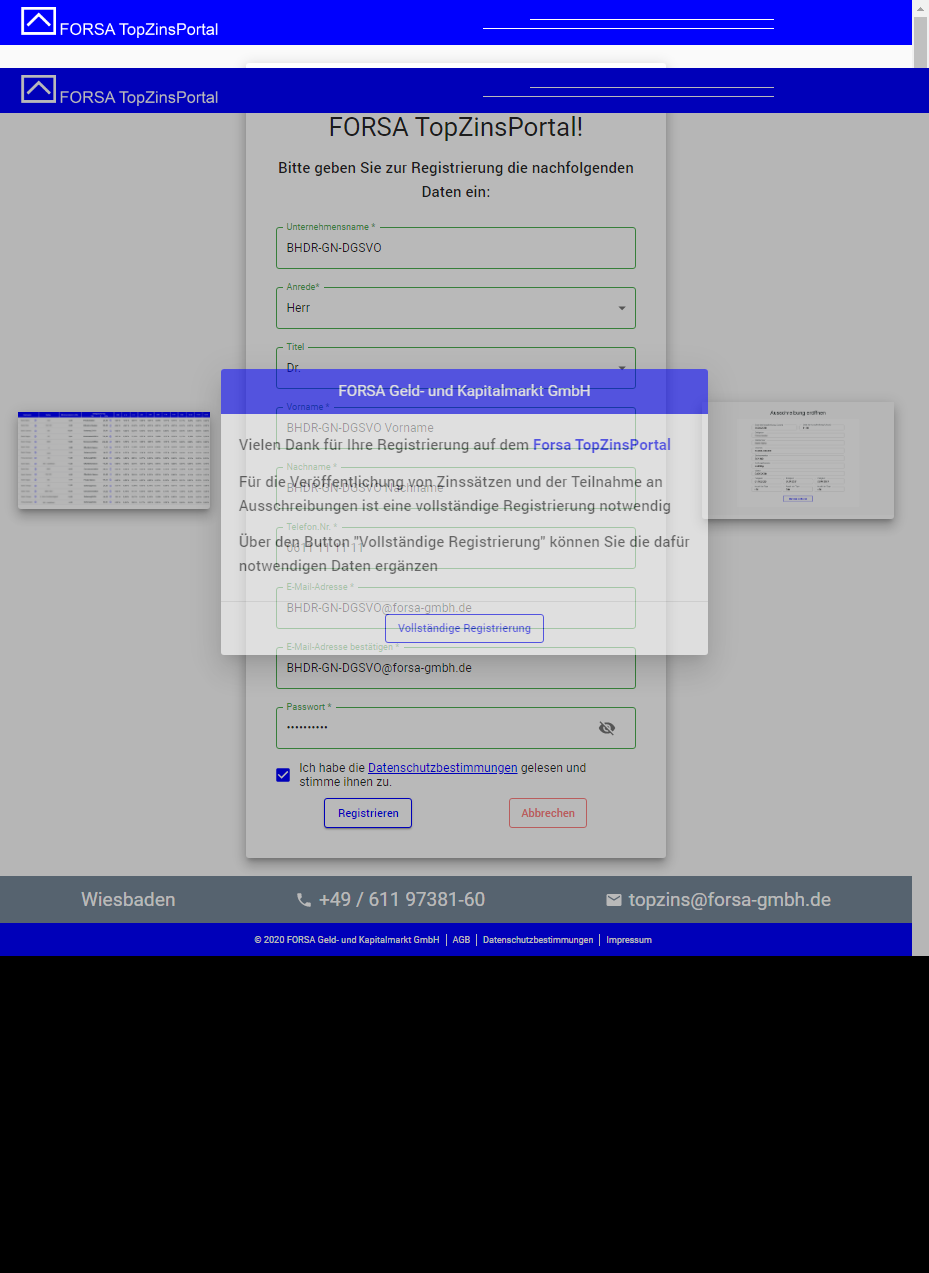 FORSA TopZinsPortal
FORSA TopZinsPortal
FORSA TopZinsPortal!
Bitte geben Sie zur Registrierung die nachfolgenden
Daten ein:
Unternehmensname *
BHDR-GN-DGSVO
Anrede*
Herr
Titel
Dr.
FORSA Geld- und Kapitalmarkt GmbH
Vorname *
BHDR-GN-DGSVO Vorname
Vielen Dank für Ihre Registrierung auf dem Forsa TopZinsPortal
Nachname *
BHDR-GN-DGSVO Nachname
Für die Veröffentlichung von Zinssätzen und der Teilnahme an
Ausschreibungen ist eine vollständige Registrierung notwendig
Telefon.Nr. *
0611 11 11 11
Über den Button "Vollständige Registrierung" können Sie die dafür
notwendigen Daten ergänzen
E-Mail-Adresse *
BHDR-GN-DGSVO@forsa-gmbh.de
Vollständige Registrierung
E-Mail-Adresse bestätigen *
BHDR-GN-DGSVO@forsa-gmbh.de
Passwort *
Ich habe die Datenschutzbestimmungen gelesen und
stimme ihnen zu.
Registrieren
Abbrechen
Ausschreibung eröffnen
Wiesbaden
+49 / 611 97381-60
topzins@forsa-gmbh.de
© 2020 FORSA Geld- und Kapitalmarkt GmbH | AGB | Datenschutzbestimmungen | Impressum